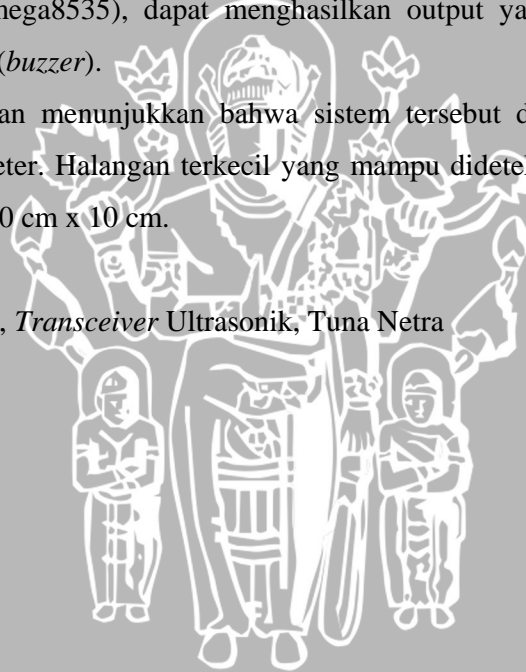 mega8535), dapat menghasilkan output ya
(buzzer).
an menunjukkan bahwa sistem tersebut d
eter. Halangan terkecil yang mampu didetek
0 cm x 10 cm.
, Transceiver Ultrasonik, Tuna Netra